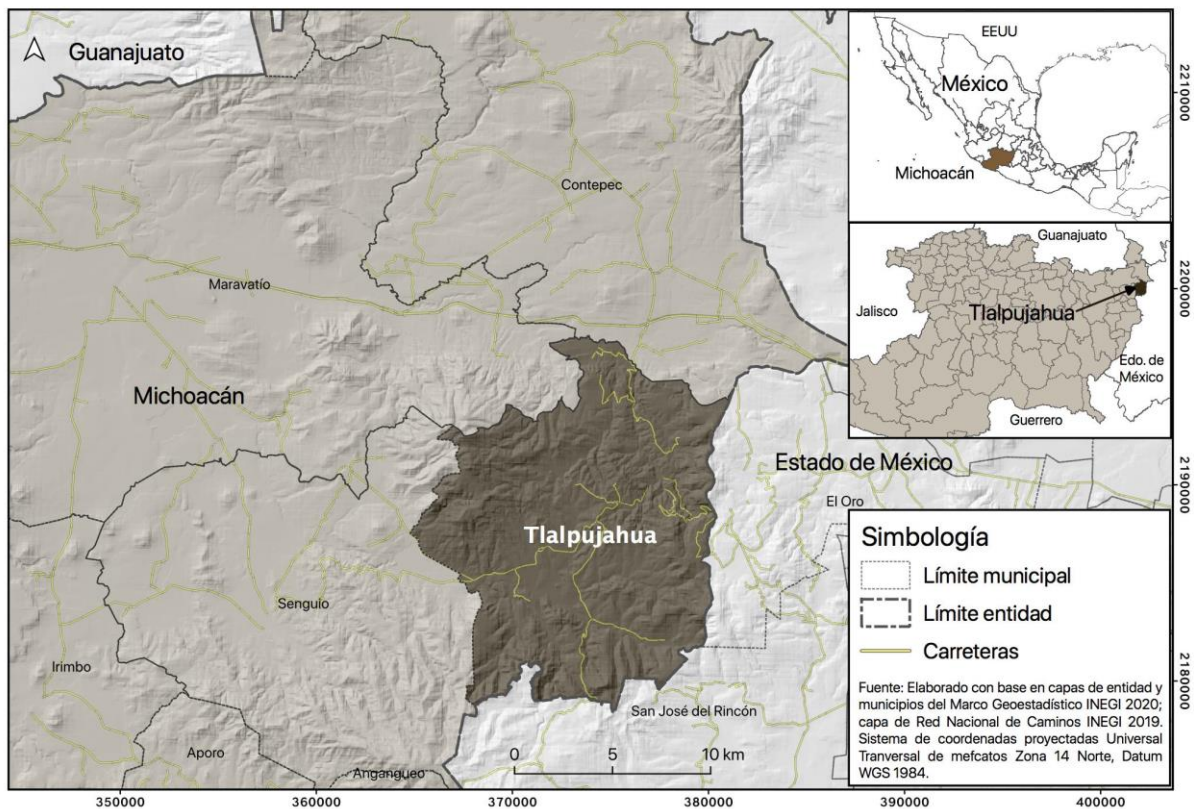 Guanajuato
Contepec
Maravatío
Michoacán
Tlalpujahua
Senguio
Irimbo
Aporo
Angangueo
San José del Rincón
Estado de México
El Oro
0 5 10 km
EEUU
México
Michoacán
Guanajuato
Jalisco
Tlalpujahua
Edo. de
México
Guerrero
Simbología
Límite municipal
Límite entidad
Carreteras
Fuente: Elaborado con base en capas de entidad y
municipios del Marco Geoestadístico INEGI 2020;
capa de Red Nacional de Caminos INEGI 2019.
Sistema de coordenadas proyectadas Universal
Tranversal de mefcatos Zona 14 Norte, Datum
WGS 1984.
2210000
2200000
2190000
2180000
350000
360000
370000
380000
390000
400000